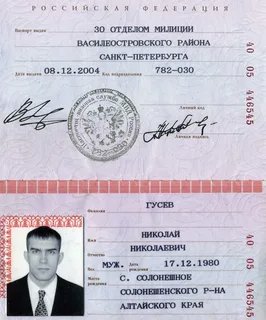 РОССИЙСКАЯ ФЕДЕРАЦИЯ
Паспорт выдан
30 ОТДЕЛОМ МИЛИЦИИ
ВАСИЛЕОСТРОВСКОГО РАЙОНА
САНКТ-ПЕТЕРБУРГА
Дата выдачи 08.12.2004 Код подразделения 782-030
Личный код
Личная подпись
40 05 446545
Фамилия
ГУСЕВ
Имя
НИКОЛАЙ
Отчество
НИКОЛАЕВИЧ
Пол МУЖ. Дата рождения 17.12.1980
Место рождения
С. СОЛОНЕШНОЕ
СОЛОНЕШЕНСКОГО Р-НА
АЛТАЙСКОГО КРАЯ
40 05 446545